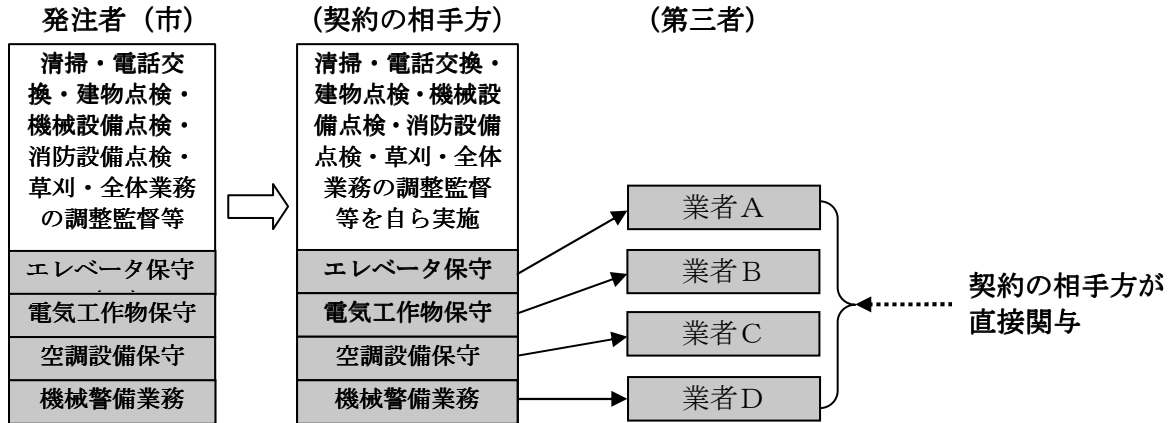 発注者（市）
（契約の相手方）
（第三者）
清掃・電話交
換・建物点検・
機械設備点検・
消防設備点検・
草刈・全体業務
の調整監督等
エレベータ保守
電気工作物保守
空調設備保守
機械警備業務
清掃・電話交換・
建物点検・機械設
備点検・消防設備
点検・草刈・全体
業務の調整監督
等を自ら実施
エレベータ保守
電気工作物保守
空調設備保守
機械警備業務
業者Ａ
業者Ｂ
業者Ｃ
業者Ｄ
契約の相手方が
直接関与